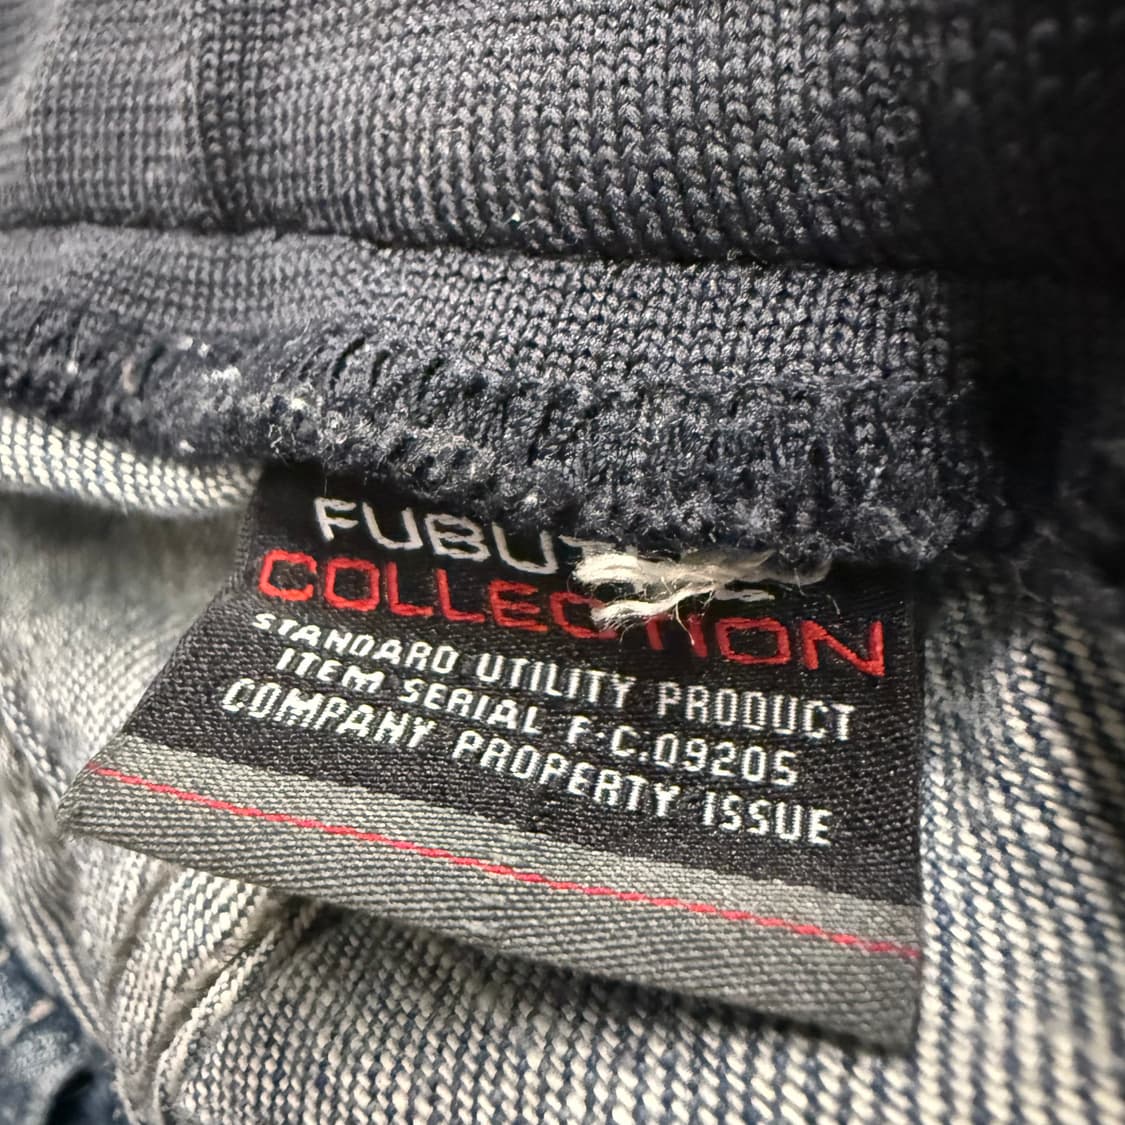 FUBU
COLLECTION
STANDARD UTILITY PRODUCT
ITEM SERIAL F·C.09205
COMPANY PROPERTY ISSUE